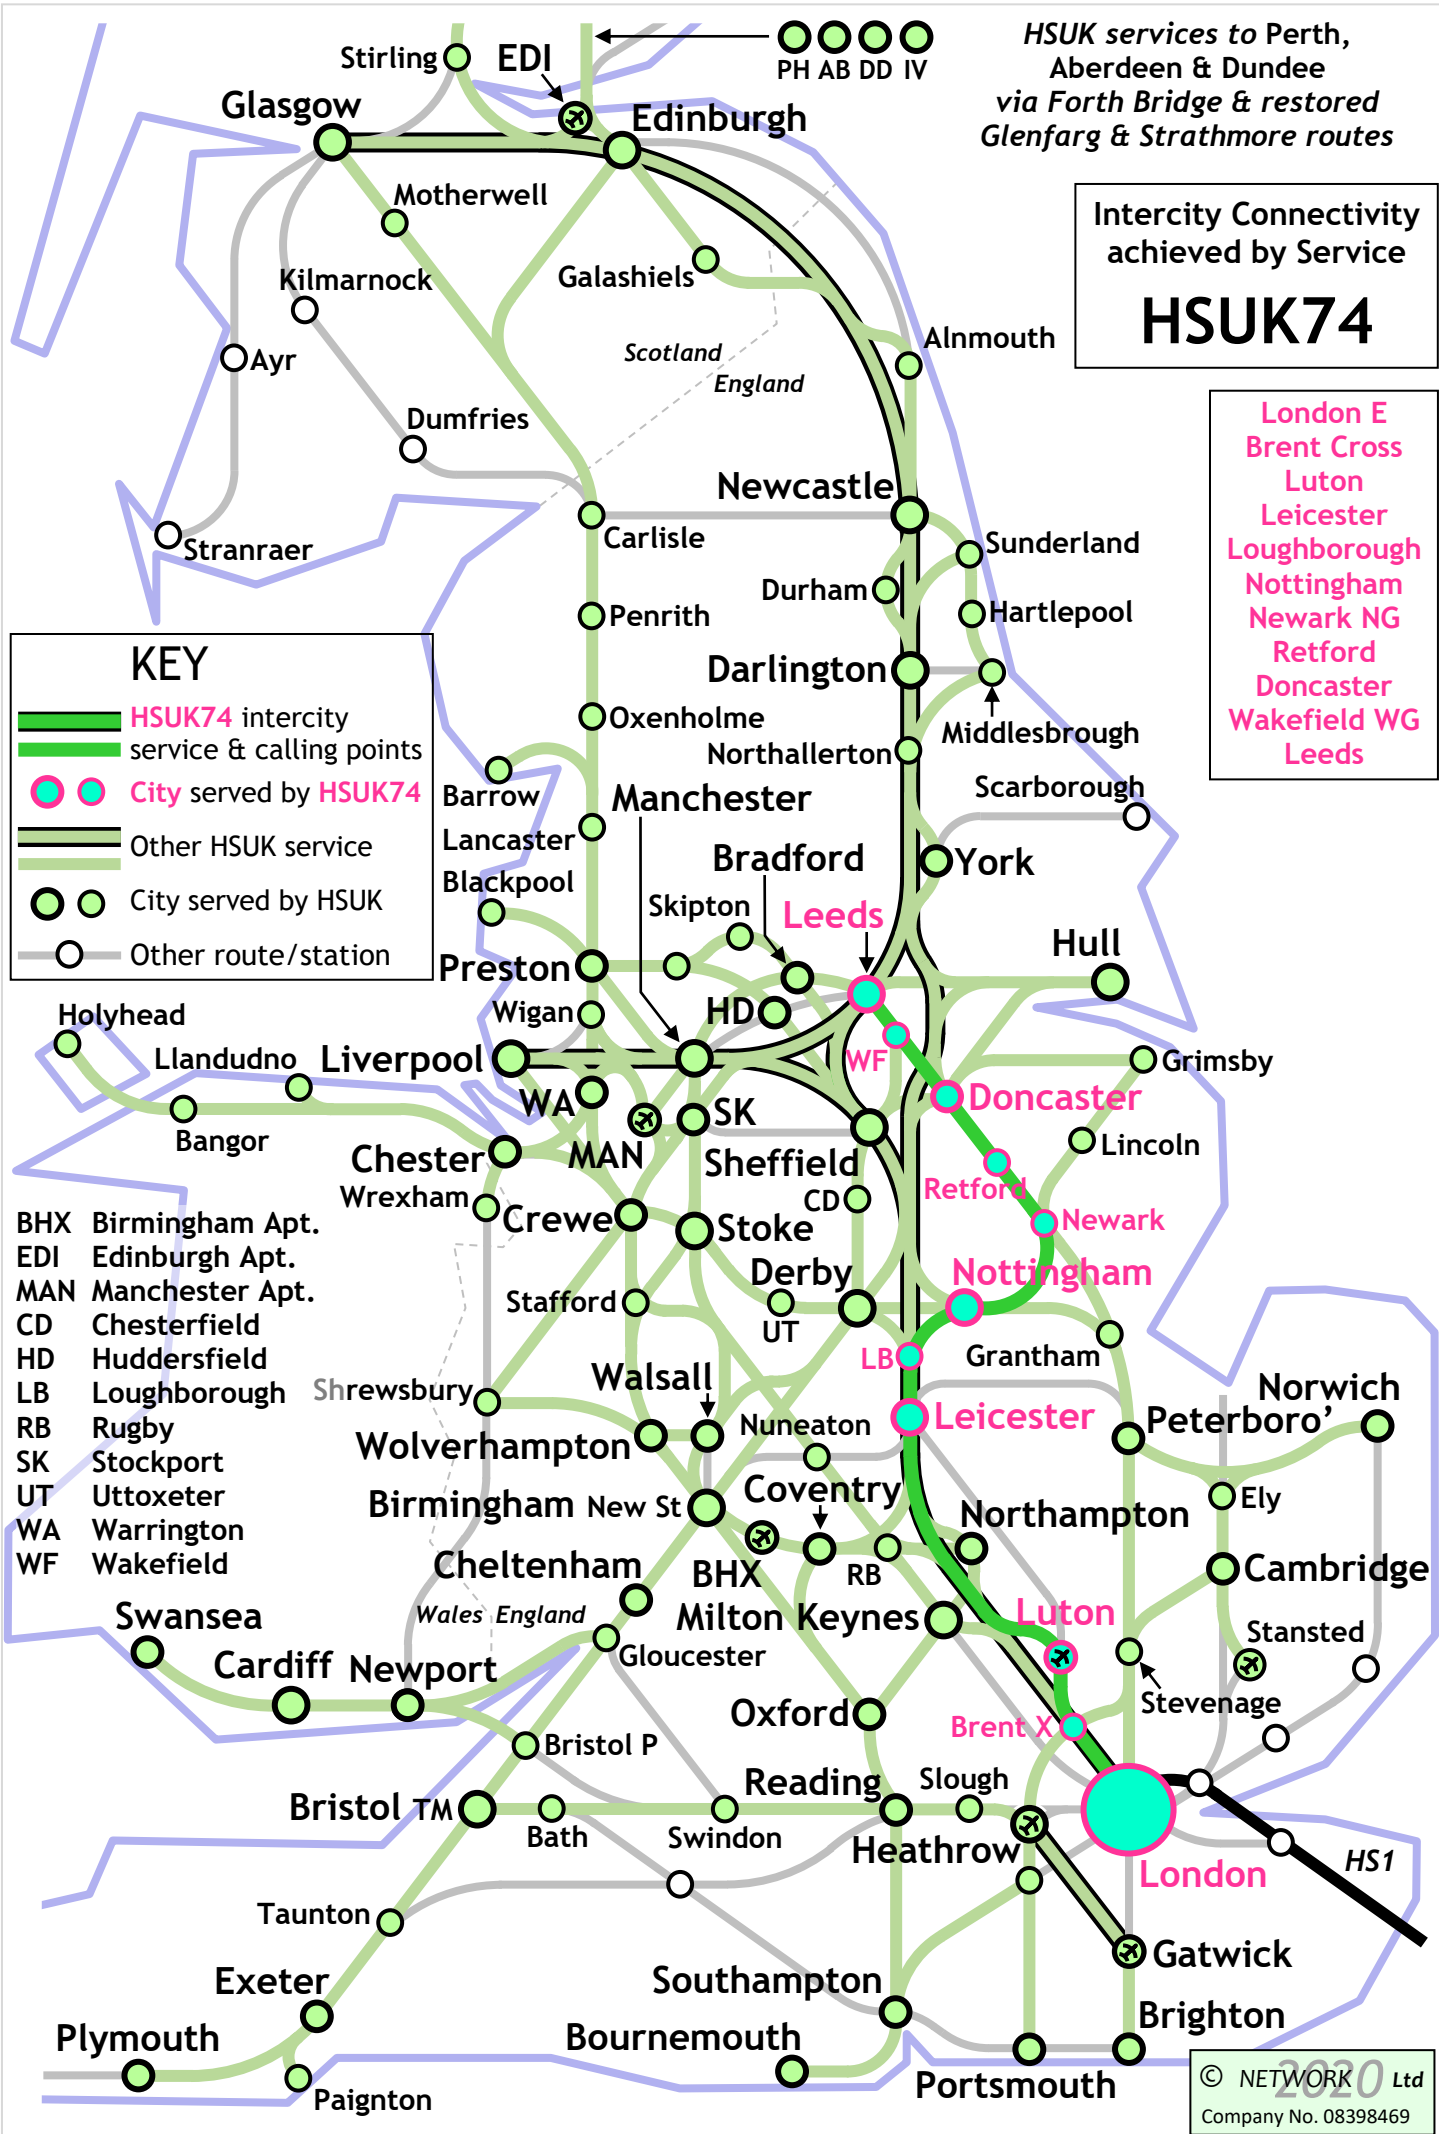 Stirling
EDI
PH AB DD IV
HSUK services to Perth,
Aberdeen & Dundee
via Forth Bridge & restored
Glenfarg & Strathmore routes
Glasgow
Edinburgh
Motherwell
Galashiels
Kilmarnock
Ayr
Intercity Connectivity
achieved by Service
HSUK74
Alnmouth
Scotland
England
Dumfries
London E
Brent Cross
Luton
Leicester
Loughborough
Nottingham
Newark NG
Retford
Doncaster
Wakefield WG
Leeds
Newcastle
Stranraer
Carlisle
Sunderland
Durham
Penrith
Hartlepool
Darlington
Oxenholme
Middlesbrough
Northallerton
KEY
HSUK74 intercity
service & calling points
City served by HSUK74
Other HSUK service
City served by HSUK
Other route/station
Barrow
Manchester
Scarborough
Lancaster
Bradford
York
Blackpool
Skipton
Leeds
Hull
Preston
Wigan
HD
Holyhead
Llandudno
Liverpool
WF
Grimsby
Bangor
WA
MAN
SK
Doncaster
Chester
Sheffield
Lincoln
Wrexham
CD
Retford
Crewe
Stoke
Newark
BHX Birmingham Apt.
EDI Edinburgh Apt.
MAN Manchester Apt.
CD Chesterfield
HD Huddersfield
LB Loughborough
RB Rugby
SK Stockport
UT Uttoxeter
WA Warrington
WF Wakefield
Derby
Nottingham
Stafford
UT
LB
Grantham
Shrewsbury
Walsall
Norwich
Nuneaton
Leicester
Peterboro’
Wolverhampton
Coventry
Ely
Birmingham New St
Northampton
Cheltenham
BHX
RB
Cambridge
Wales England
Milton Keynes
Luton
Swansea
Stansted
Cardiff
Newport
Gloucester
Stevenage
Oxford
Brent X
Bristol P
Reading
Slough
Bristol TM
Bath
Swindon
Heathrow
HS1
London
Taunton
Gatwick
Exeter
Southampton
Brighton
Plymouth
Bournemouth
Portsmouth
Paignton
© NETWORK 2020 Ltd
Company No. 08398469